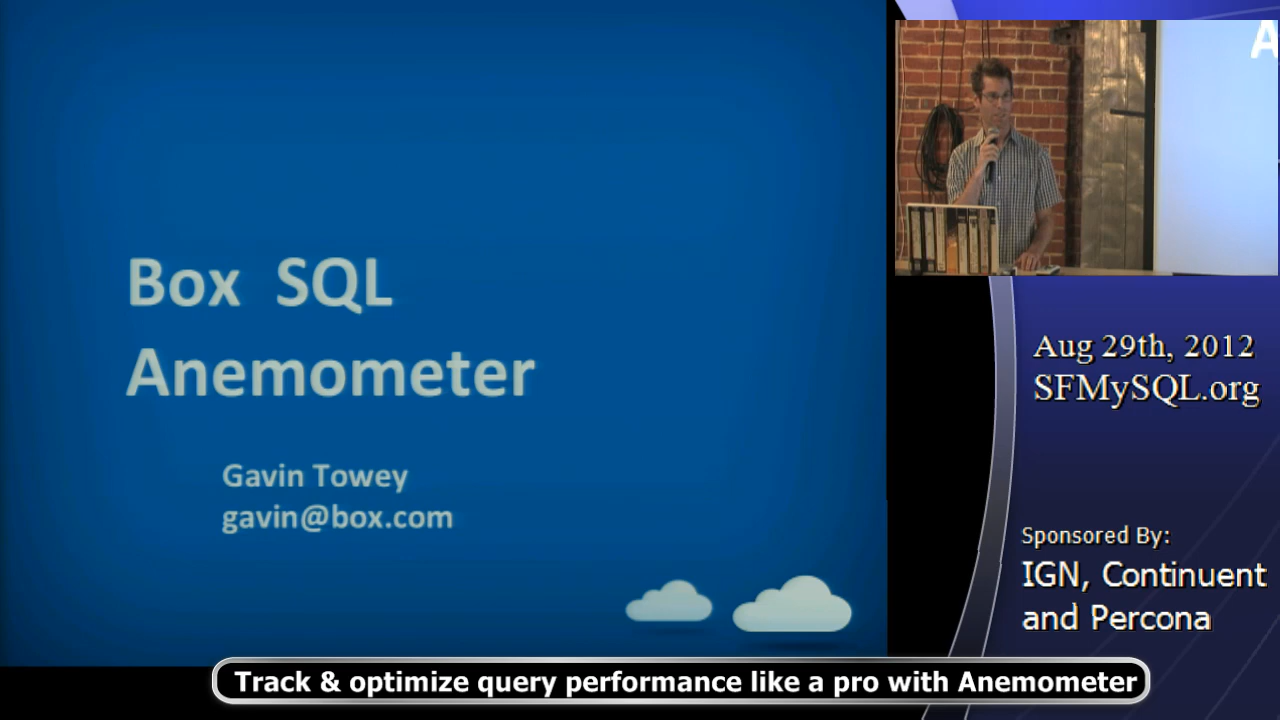 Box SQL
Anemometer
Gavin Towey
gavin@box.com
A
Aug 29th, 2012
SFMySQL.org
Sponsored By:
IGN, Continuent
and Percona
Track & optimize query performance like a pro with Anemometer